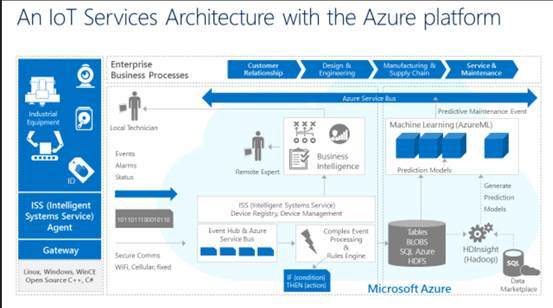 An IoT Services Architecture with the Azure platform
Enterprise
Business Processes
Customer
Relationship
Design &
Engineering
Manufacturing &
Supply Chain
Service &
Maintenance
Azure Service Bus
Predictive Maintenance Event
Industrial
Equipment
ID
ISS (Intelligent
Systems Service)
Agent
Gateway
Linux, Windows, WinCE
Open Source C++, C#
Local Technician
Events
Alarms
Status
1011011100010110
Secure Comms
WiFi, Cellular, fixed
Remote Expert
Business
Intelligence
ISS (Intelligent Systems Service)
Device Registry, Device Management
Event Hub & Azure
Service Bus
Complex Event
Processing
&
Rules Engine
IF (condition)
THEN (action)
Machine Learning (AzureML)
Prediction Models
Generate
Prediction
Models
Tables
BLOBS
SQL Azure
HDFS
HDInsight
(Hadoop)
SQL
Data
Marketplace
Microsoft Azure